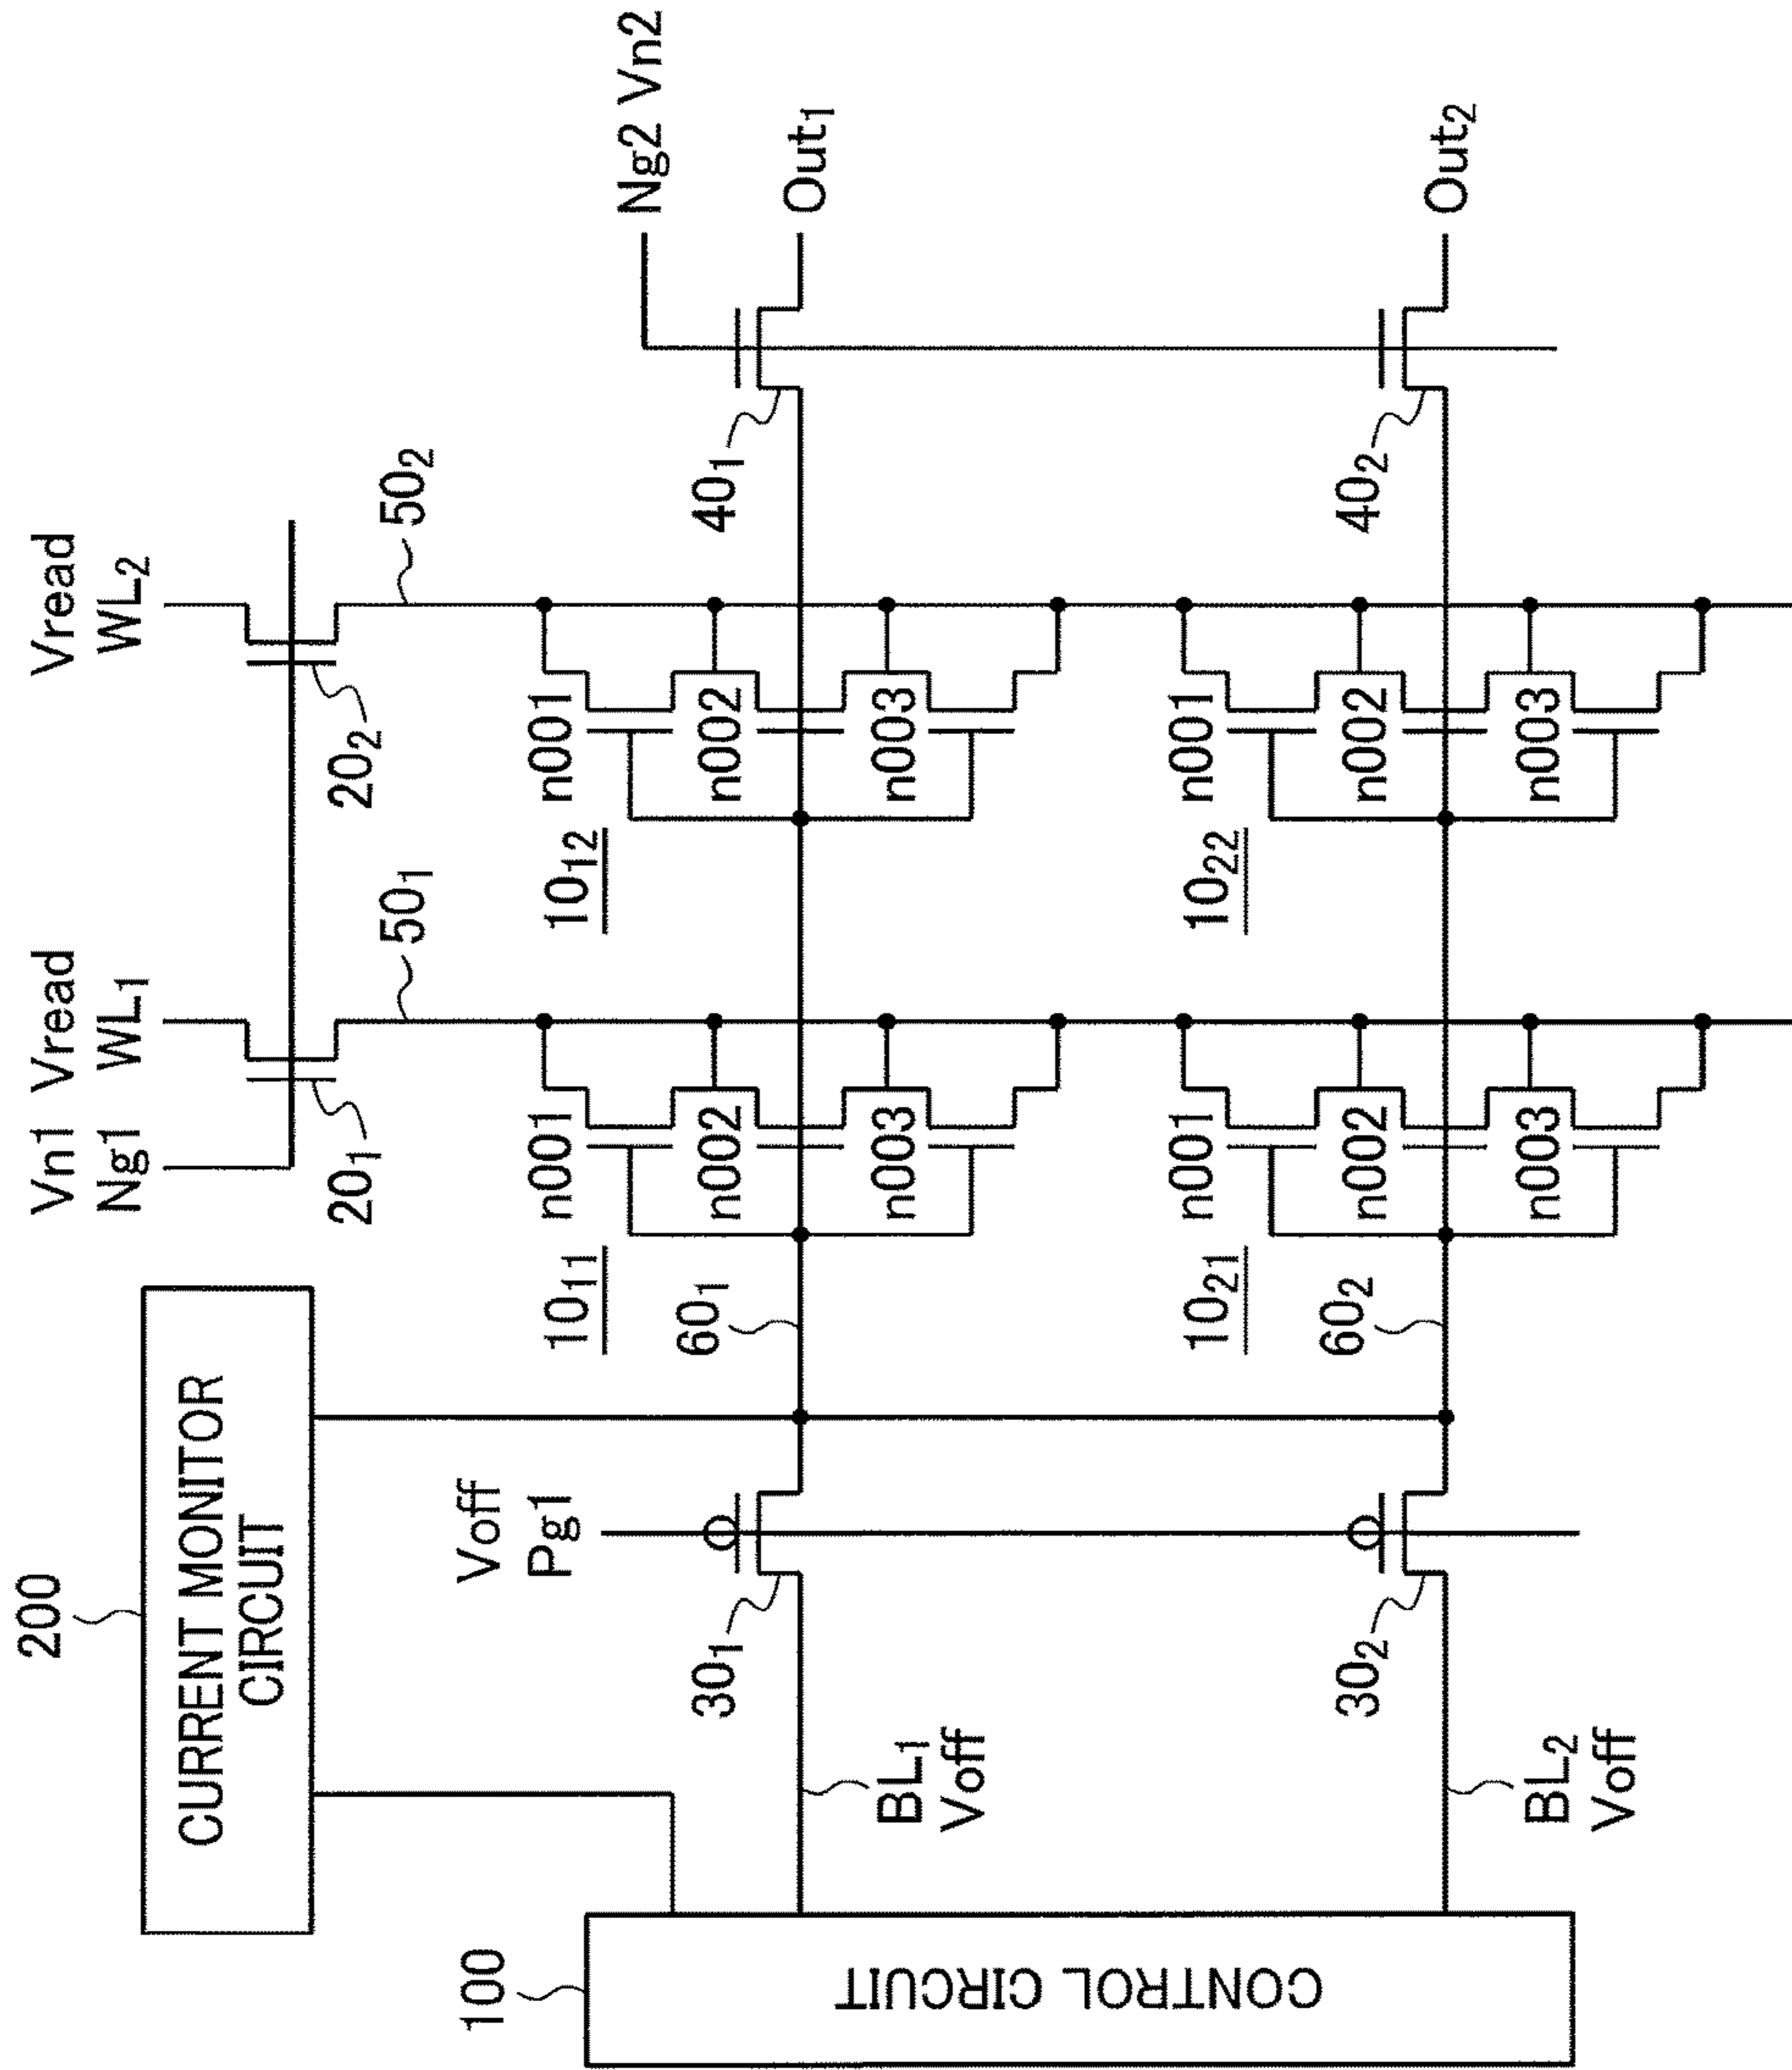 200
CURRENT MONITOR
CIRCUIT
100
CONTROL CIRCUIT
Vn1
Ng1
Vread
WL1
Vread
WL2
201
202
501
502
Ng2 Vn2
Out1
Out2
401
402
Voff
Pg1
301
302
BL1
Voff
BL2
Voff
601
602
1011
n001
n002
n003
1012
n001
n002
n003
1021
n001
n002
n003
1022
n001
n002
n003